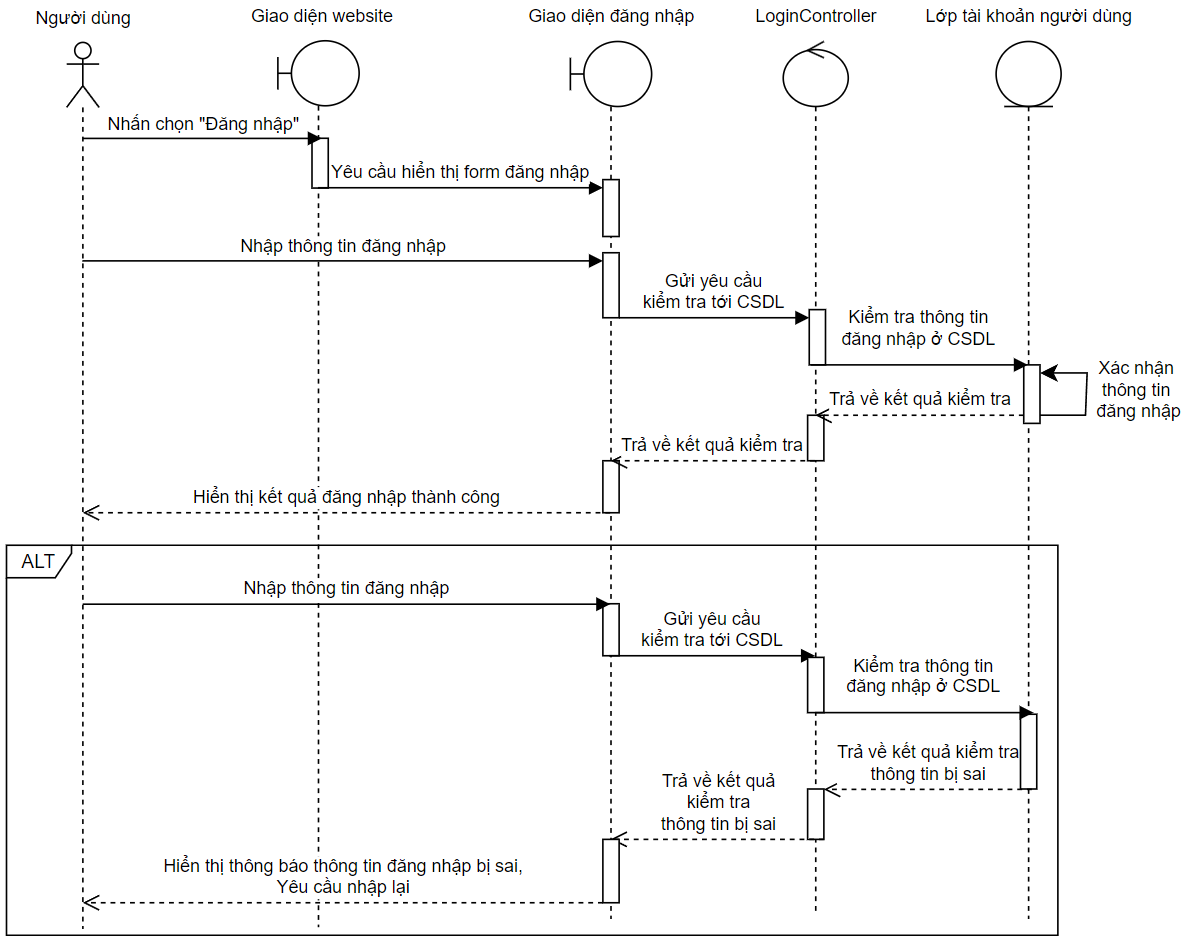 Người dùng
Giao diện website
Giao diện đăng nhập
LoginController
Lớp tài khoản người dùng
Nhấn chọn "Đăng nhập"
Yêu cầu hiển thị form đăng nhập
Nhập thông tin đăng nhập
Gửi yêu cầu
kiểm tra tới CSDL
Kiểm tra thông tin
đăng nhập ở CSDL
Xác nhận
thông tin
đăng nhập
Trả về kết quả kiểm tra
Trả về kết quả kiểm tra
Hiển thị kết quả đăng nhập thành công
ALT
Nhập thông tin đăng nhập
Gửi yêu cầu
kiểm tra tới CSDL
Kiểm tra thông tin
đăng nhập ở CSDL
Trả về kết quả kiểm tra
thông tin bị sai
Trả về kết quả
kiểm tra
thông tin bị sai
Hiển thị thông báo thông tin đăng nhập bị sai,
Yêu cầu nhập lại